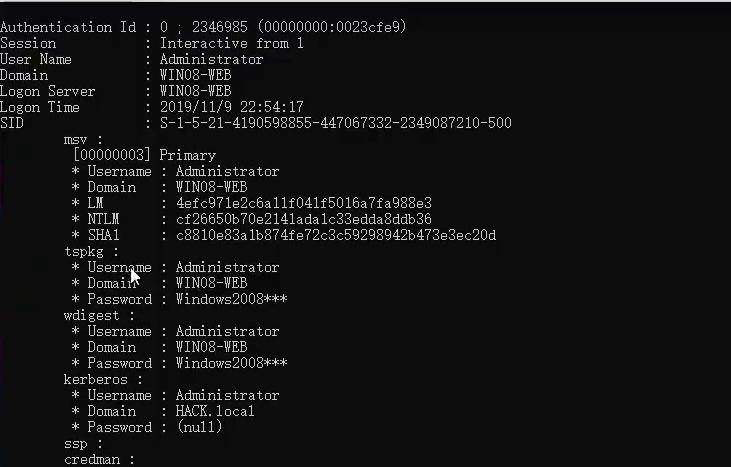 Authentication Id : 0 ; 2346985 (00000000:0023cfe9)
Session           : Interactive from 1
User Name         : Administrator
Domain            : WIN08-WEB
Logon Server      : WIN08-WEB
Logon Time        : 2019/11/9 22:54:17
SID               : S-1-5-21-4190598855-447067332-2349087210-500
        msv :
         [00000003] Primary
         * Username : Administrator
         * Domain   : WIN08-WEB
         * LM       : 4efc971e2c6a11f041f5016a7fa988e3
         * NTLM     : cf26650b70e2141ada1c33edda8ddb36
         * SHA1     : c8810e83a1b874fe72c3c59298942b473e3ec20d
        tspkg :
         * Username : Administrator
         * Domain   : WIN08-WEB
         * Password : Windows2008***
        wdigest :
         * Username : Administrator
         * Domain   : WIN08-WEB
         * Password : Windows2008***
        kerberos :
         * Username : Administrator
         * Domain   : HACK.local
         * Password : (null)
        ssp :
        credman :